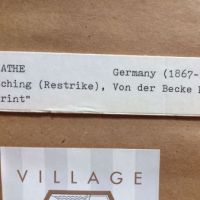 ATHE Germany (1867-
ching (Restrike), Von der Becke
rint"
VILLAGE